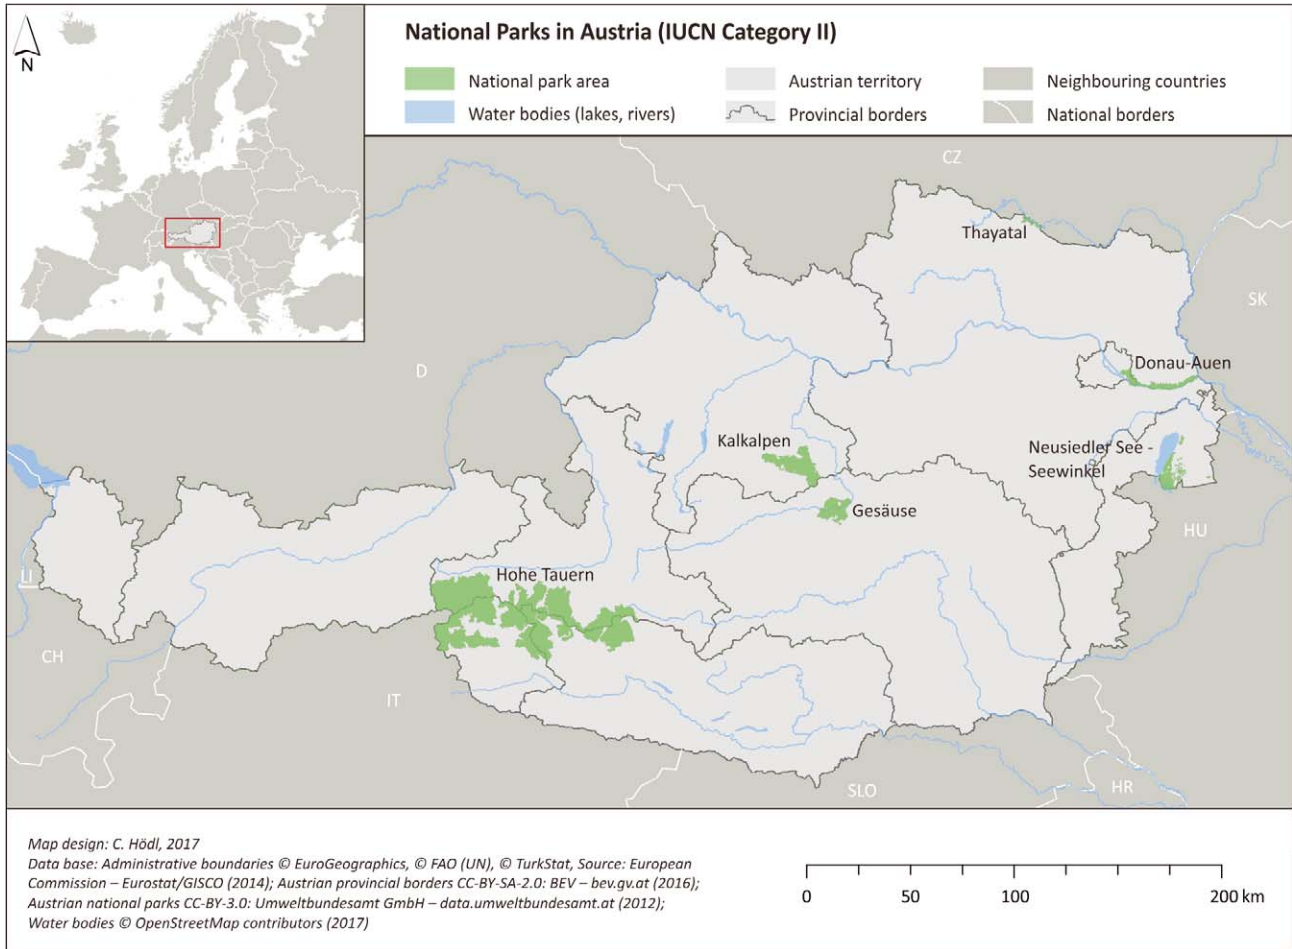 N
National Parks in Austria (IUCN Category II)
National park area
Austrian territory
Neighbouring countries
Water bodies (lakes, rivers)
Provincial borders
National borders
CZ
Thayatal
SK
D
Donau-Auen
Kalkalpen
Neusiedler See -
Seewinkel
Gesäuse
HU
LI
Hohe Tauern
CH
IT
SLO
HR
Map design: C. Hödl, 2017
Data base: Administrative boundaries © EuroGeographics, © FAO (UN), © TurkStat, Source: European
Commission – Eurostat/GISCO (2014); Austrian provincial borders CC-BY-SA-2.0: BEV – bev.gv.at (2016);
Austrian national parks CC-BY-3.0: Umweltbundesamt GmbH – data.umweltbundesamt.at (2012);
Water bodies © OpenStreetMap contributors (2017)
0 50 100 200 km